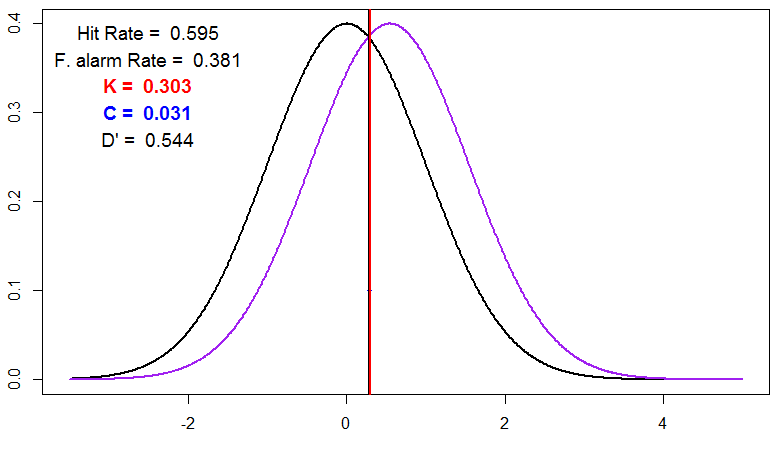 Hit Rate = 0.595
F. alarm Rate = 0.381
K = 0.303
C = 0.031
D' = 0.544
0.4
0.3
0.2
0.1
0.0
-2 0 2 4